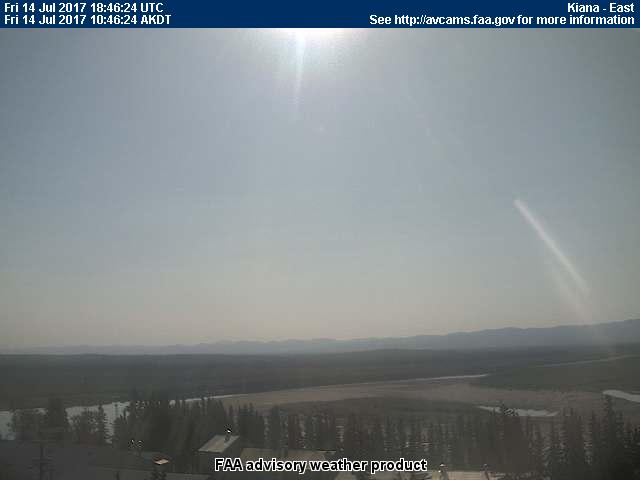 Fri 14 Jul 2017 18:46:24 UTC Kiana - East
Fri 14 Jul 2017 10:46:24 AKDT See http://avcams.faa.gov for more information
FAA advisory weather product